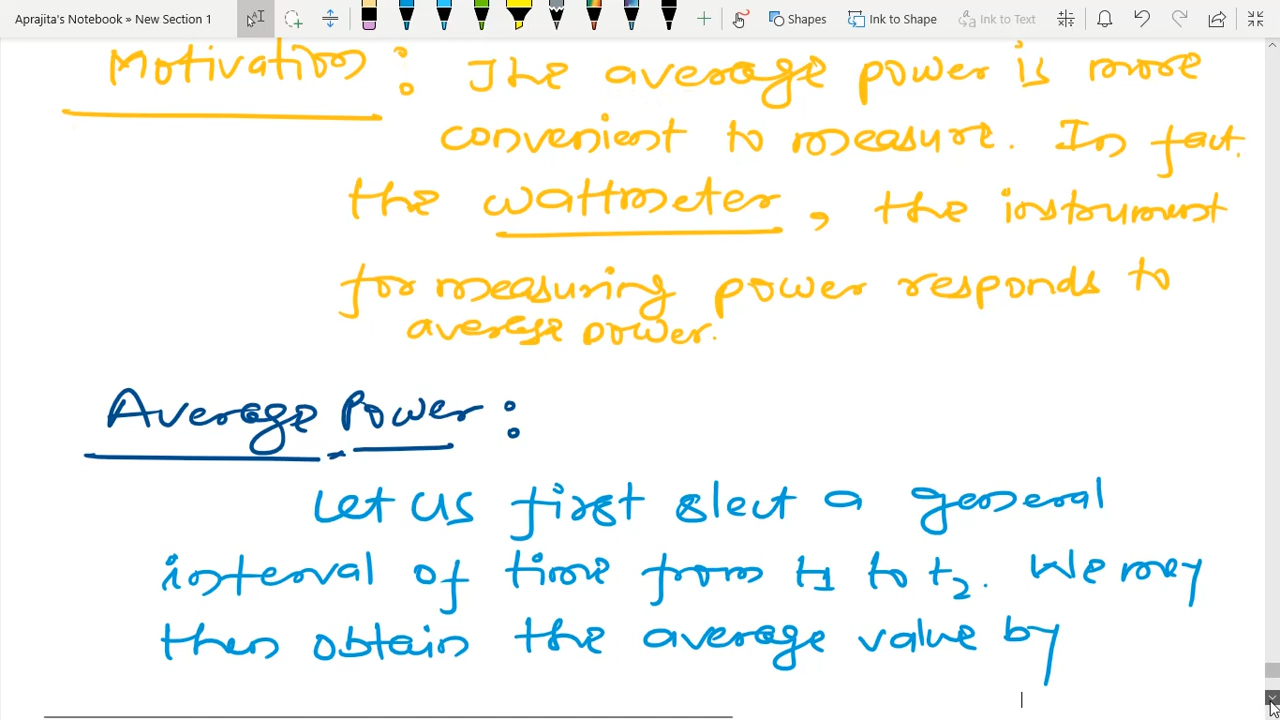 Aprajita's Notebook » New Section 1
Shapes Ink to Shape Ink to Text
Motivation : The average power is more
convenient to measure. In fact.
the wattmeter, the instrument
for measuring power responds to
average power.
Average Power :
Let us first slect a general
interval of time from t1 to t2. We may
then obtain the average value by